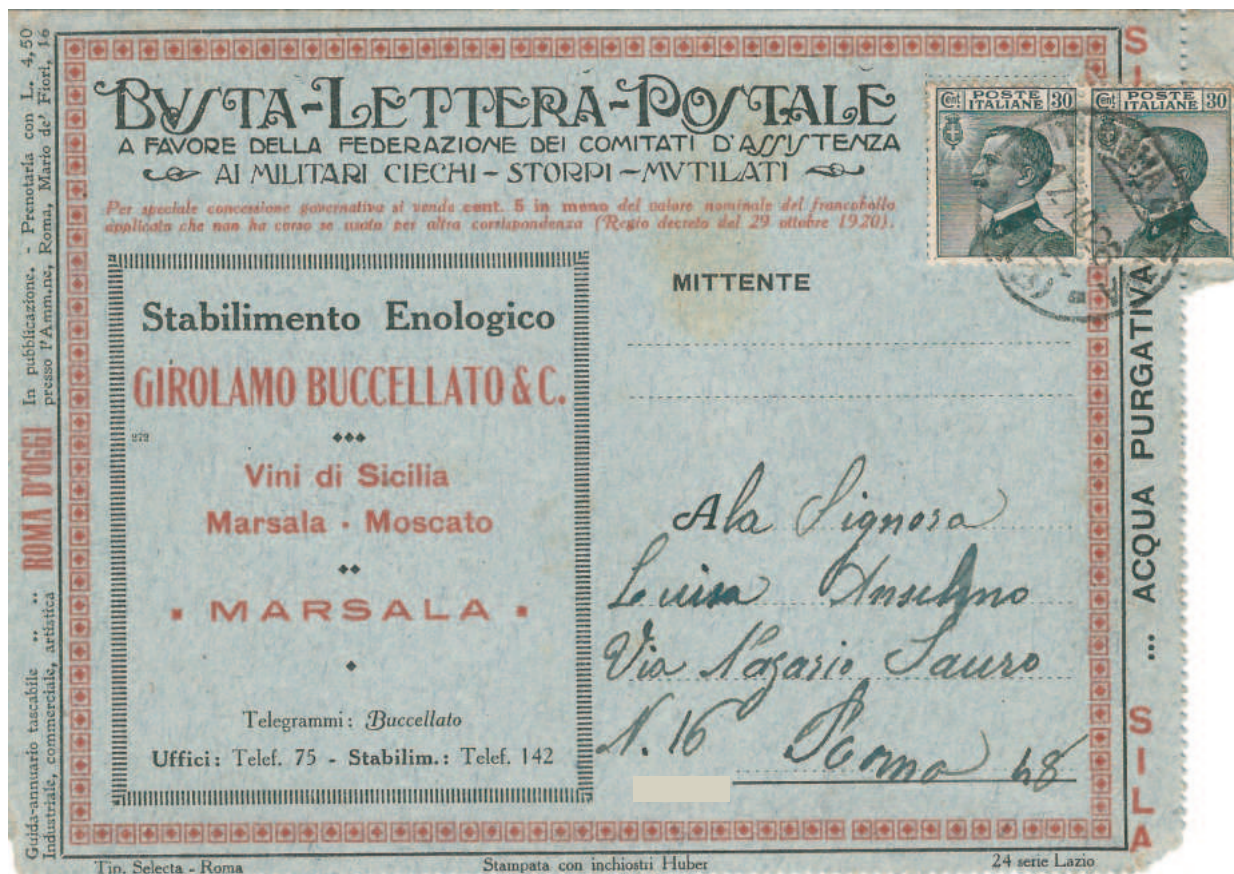 BUSTA-LETTERA-POSTALE
A FAVORE DELLA FEDERAZIONE DEI COMITATI D'ASSISTENZA
AI MILITARI CIECHI - STORPI - MVTILATI
Per speciale concessione governativa si vende cent. 5 in meno del valore nominale del francobollo
applicato che non ha corso se usato per altra corrispondenza (Regio decreto del 29 ottobre 1920).
Cent POSTE ITALIANE 30
Cent POSTE ITALIANE 30
MITTENTE
Stabilimento Enologico
GIROLAMO BUCCELLATO & C.
272
Vini di Sicilia
Marsala · Moscato
MARSALA
Telegrammi: Buccellato
Uffici: Telef. 75 - Stabilim.: Telef. 142
Ala Signora
Luisa Anselmo
Via Nazario Sauro
N. 16 Roma 48
Guida-annuario tascabile .. .. ROMA D'OGGI In pubblicazione. - Prenotarla con L. 4,50
Industriale, commerciale, artistica presso l'Amm.ne, Roma, Mario de' Fiori, 16
SILA ... ACQUA PURGATIVA
Tip. Selecta - Roma
Stampata con inchiostri Huber
24 serie Lazio